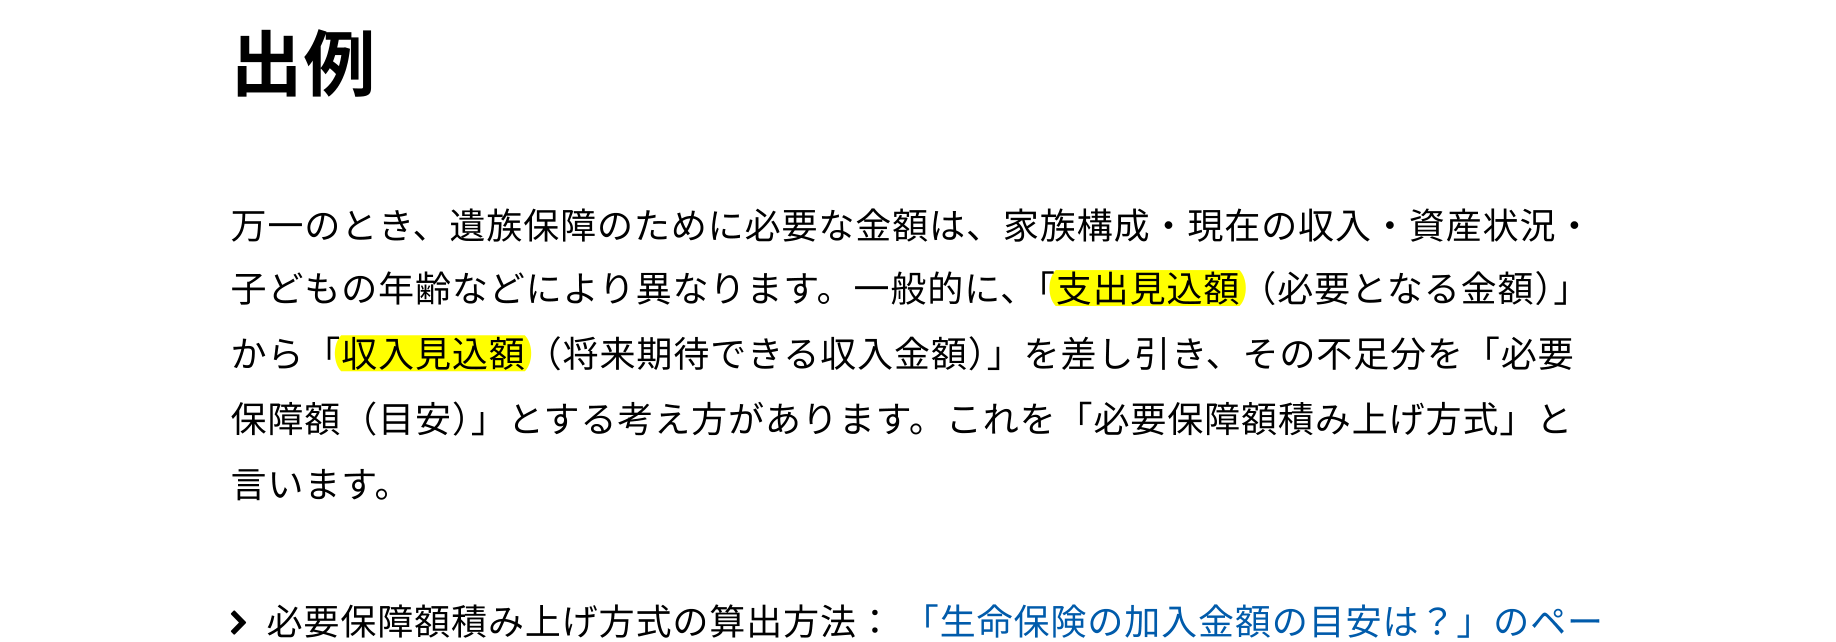 出例
万一のとき、遺族保障のために必要な金額は、家族構成・現在の収入・資産状況・
子どもの年齢などにより異なります。一般的に、「支出見込額（必要となる金額）」
から「収入見込額（将来期待できる収入金額）」を差し引き、その不足分を「必要
保障額（目安）」とする考え方があります。これを「必要保障額積み上げ方式」と
言います。
必要保障額積み上げ方式の算出方法： 「生命保険の加入金額の目安は？」のペー